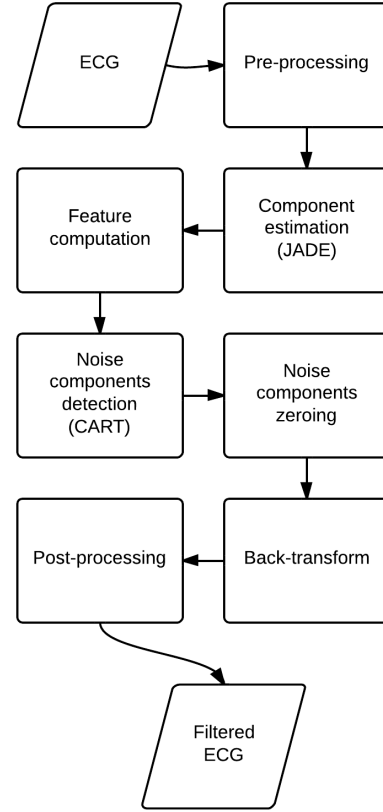 ECG
Pre-processing
Component
estimation
(JADE)
Feature
computation
Noise
components
detection
(CART)
Noise
components
zeroing
Back-transform
Post-processing
Filtered
ECG